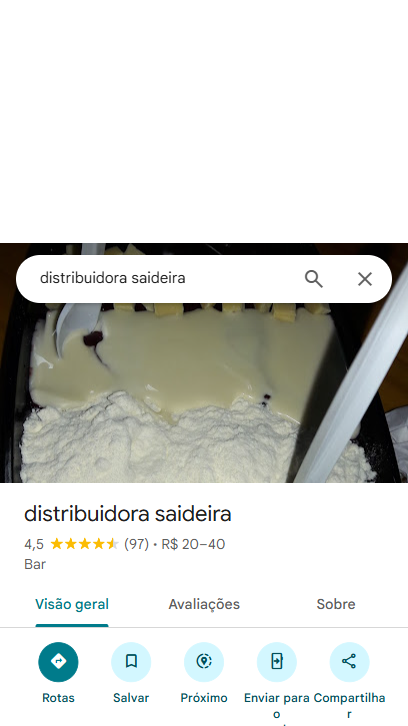 distribuidora saideira
distribuidora saideira
4,5 (97) • R$ 20–40
Bar
Visão geral Avaliações Sobre
Rotas Salvar Próximo Enviar para o Compartilhar